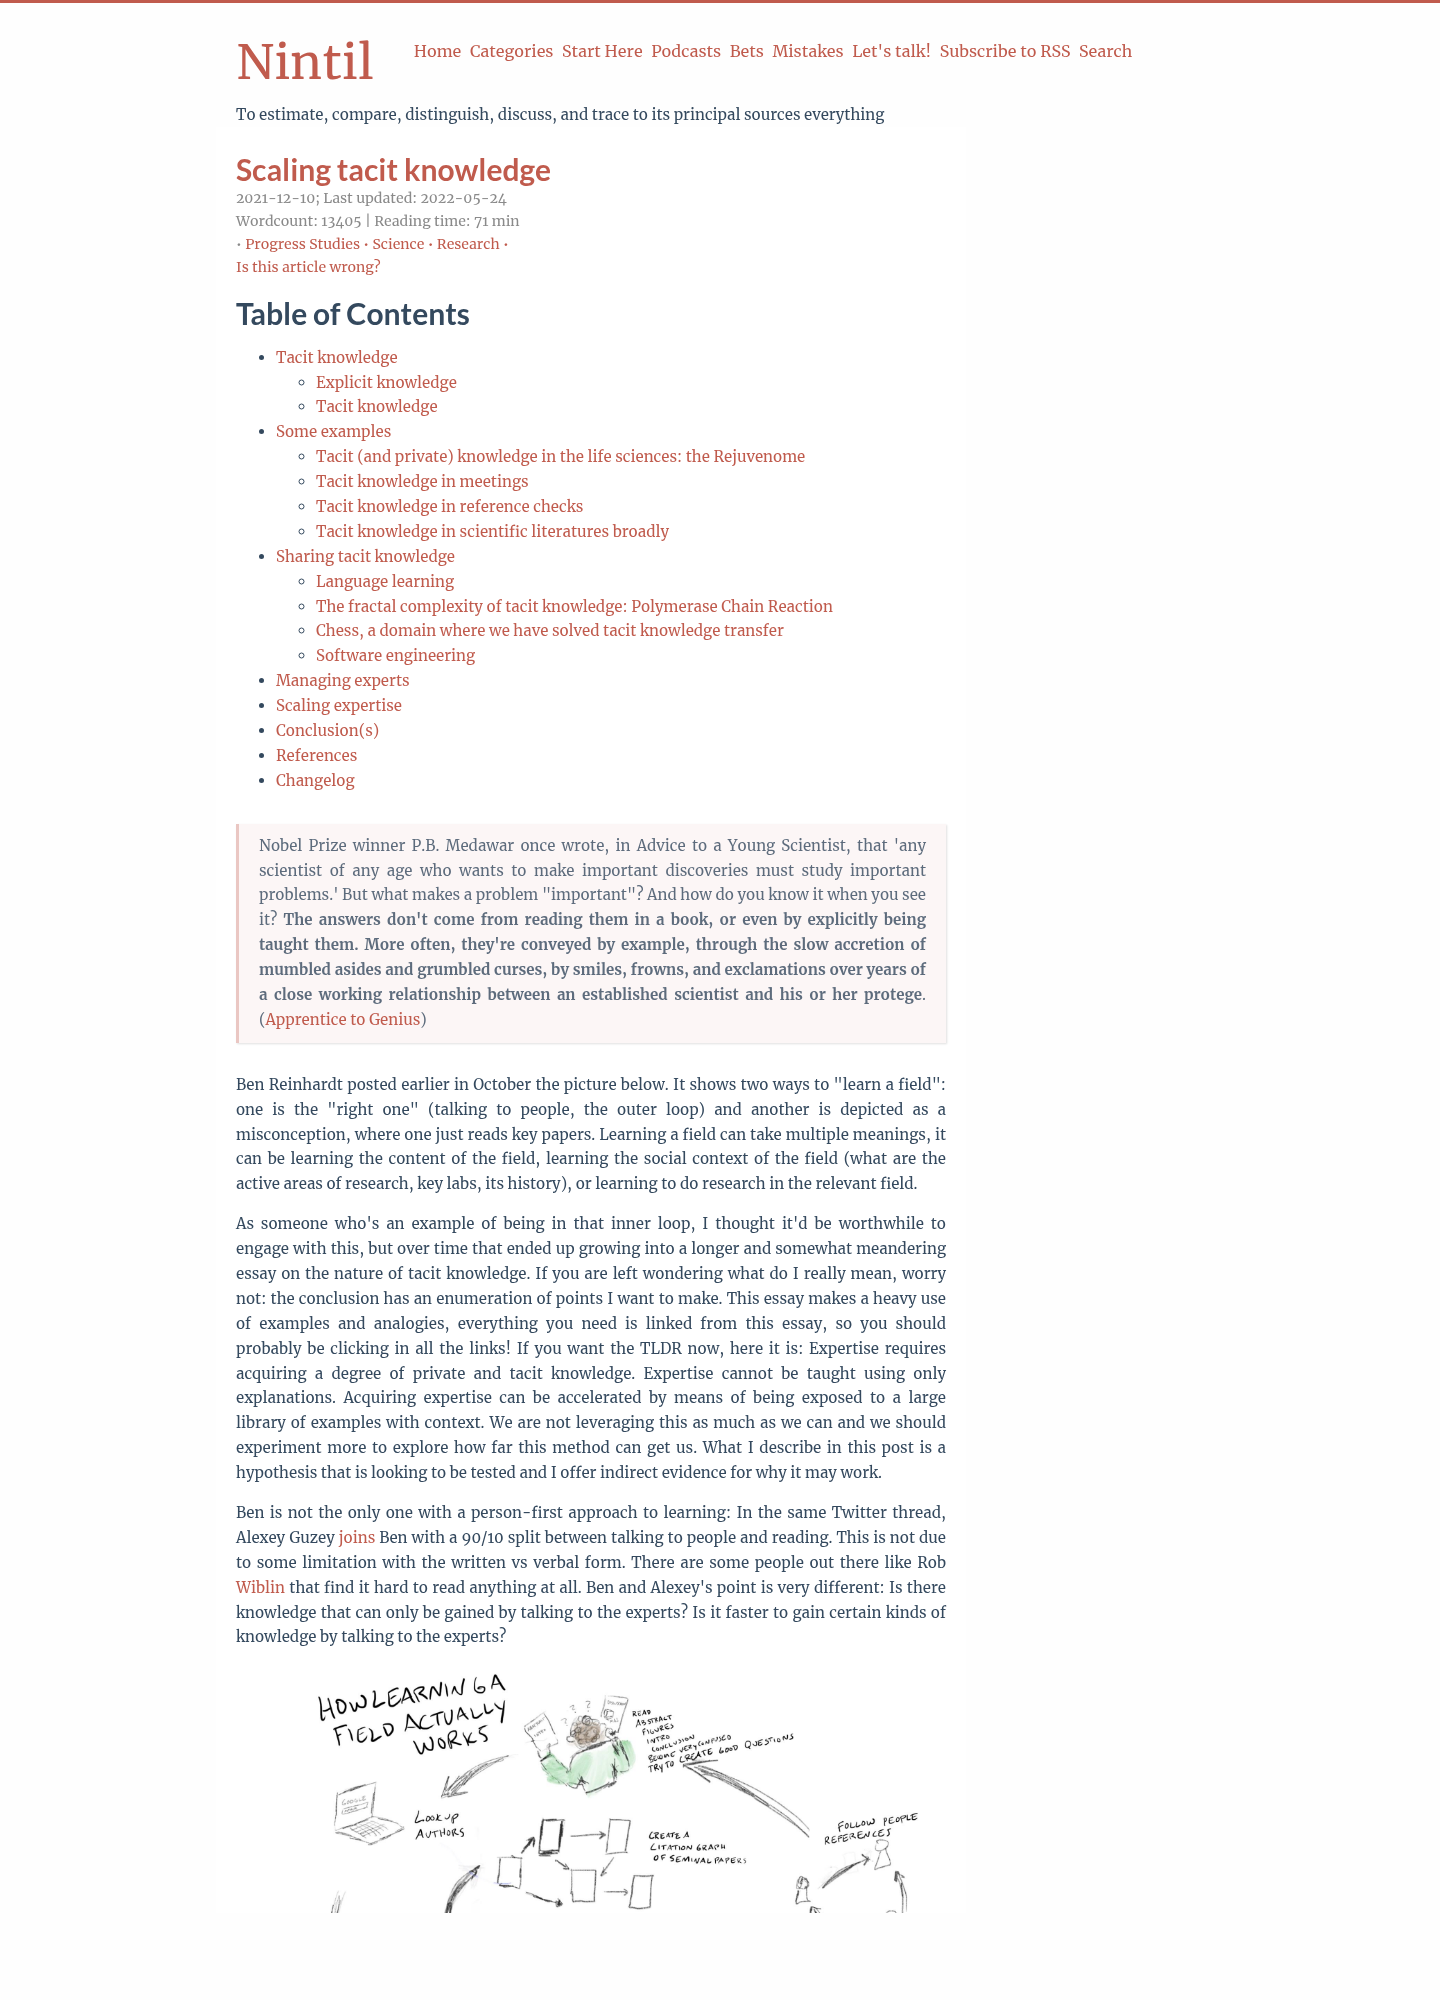 Nintil
Home Categories Start Here Podcasts Bets Mistakes Let's talk! Subscribe to RSS Search
To estimate, compare, distinguish, discuss, and trace to its principal sources everything
Scaling tacit knowledge
2021-12-10; Last updated: 2022-05-24
Wordcount: 13405 | Reading time: 71 min
• Progress Studies • Science • Research •
Is this article wrong?
Table of Contents
• Tacit knowledge
◦ Explicit knowledge
◦ Tacit knowledge
• Some examples
◦ Tacit (and private) knowledge in the life sciences: the Rejuvenome
◦ Tacit knowledge in meetings
◦ Tacit knowledge in reference checks
◦ Tacit knowledge in scientific literatures broadly
• Sharing tacit knowledge
◦ Language learning
◦ The fractal complexity of tacit knowledge: Polymerase Chain Reaction
◦ Chess, a domain where we have solved tacit knowledge transfer
◦ Software engineering
• Managing experts
• Scaling expertise
• Conclusion(s)
• References
• Changelog
Nobel Prize winner P.B. Medawar once wrote, in Advice to a Young Scientist, that 'any
scientist of any age who wants to make important discoveries must study important
problems.' But what makes a problem "important"? And how do you know it when you see
it? The answers don't come from reading them in a book, or even by explicitly being
taught them. More often, they're conveyed by example, through the slow accretion of
mumbled asides and grumbled curses, by smiles, frowns, and exclamations over years of
a close working relationship between an established scientist and his or her protege.
(Apprentice to Genius)
Ben Reinhardt posted earlier in October the picture below. It shows two ways to "learn a field":
one is the "right one" (talking to people, the outer loop) and another is depicted as a
misconception, where one just reads key papers. Learning a field can take multiple meanings, it
can be learning the content of the field, learning the social context of the field (what are the
active areas of research, key labs, its history), or learning to do research in the relevant field.
As someone who's an example of being in that inner loop, I thought it'd be worthwhile to
engage with this, but over time that ended up growing into a longer and somewhat meandering
essay on the nature of tacit knowledge. If you are left wondering what do I really mean, worry
not: the conclusion has an enumeration of points I want to make. This essay makes a heavy use
of examples and analogies, everything you need is linked from this essay, so you should
probably be clicking in all the links! If you want the TLDR now, here it is: Expertise requires
acquiring a degree of private and tacit knowledge. Expertise cannot be taught using only
explanations. Acquiring expertise can be accelerated by means of being exposed to a large
library of examples with context. We are not leveraging this as much as we can and we should
experiment more to explore how far this method can get us. What I describe in this post is a
hypothesis that is looking to be tested and I offer indirect evidence for why it may work.
Ben is not the only one with a person-first approach to learning: In the same Twitter thread,
Alexey Guzey joins Ben with a 90/10 split between talking to people and reading. This is not due
to some limitation with the written vs verbal form. There are some people out there like Rob
Wiblin that find it hard to read anything at all. Ben and Alexey's point is very different: Is there
knowledge that can only be gained by talking to the experts? Is it faster to gain certain kinds of
knowledge by talking to the experts?
HOW LEARNING A
FIELD ACTUALLY
WORKS
? ? ?
READ
ABSTRACT
FIGURES
INTRO
CONCLUSION
BECOME VERY CONFUSED
TRY TO CREATE GOOD QUESTIONS
GOOGLE
LOOK UP
AUTHORS
CREATE A
CITATION GRAPH
OF SEMINAL PAPERS
FOLLOW PEOPLE
REFERENCES